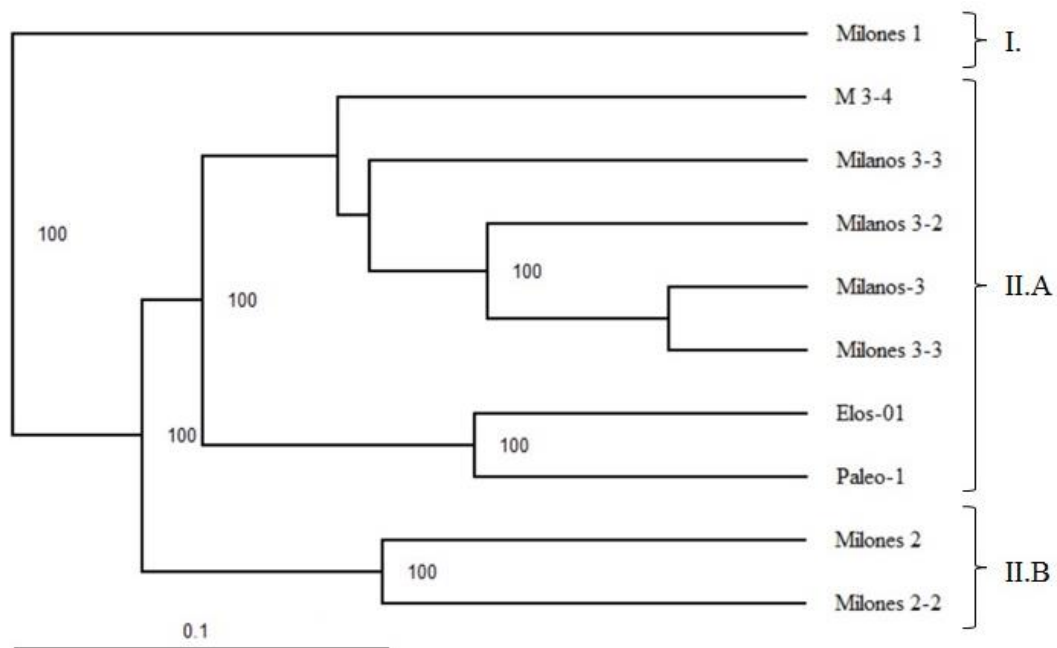 Milones 1
I.
M 3-4
Milanos 3-3
Milanos 3-2
100
100
Milanos-3
II.A
100
Milones 3-3
Elos-01
100
100
Paleo-1
Milones 2
100
II.B
Milones 2-2
0.1